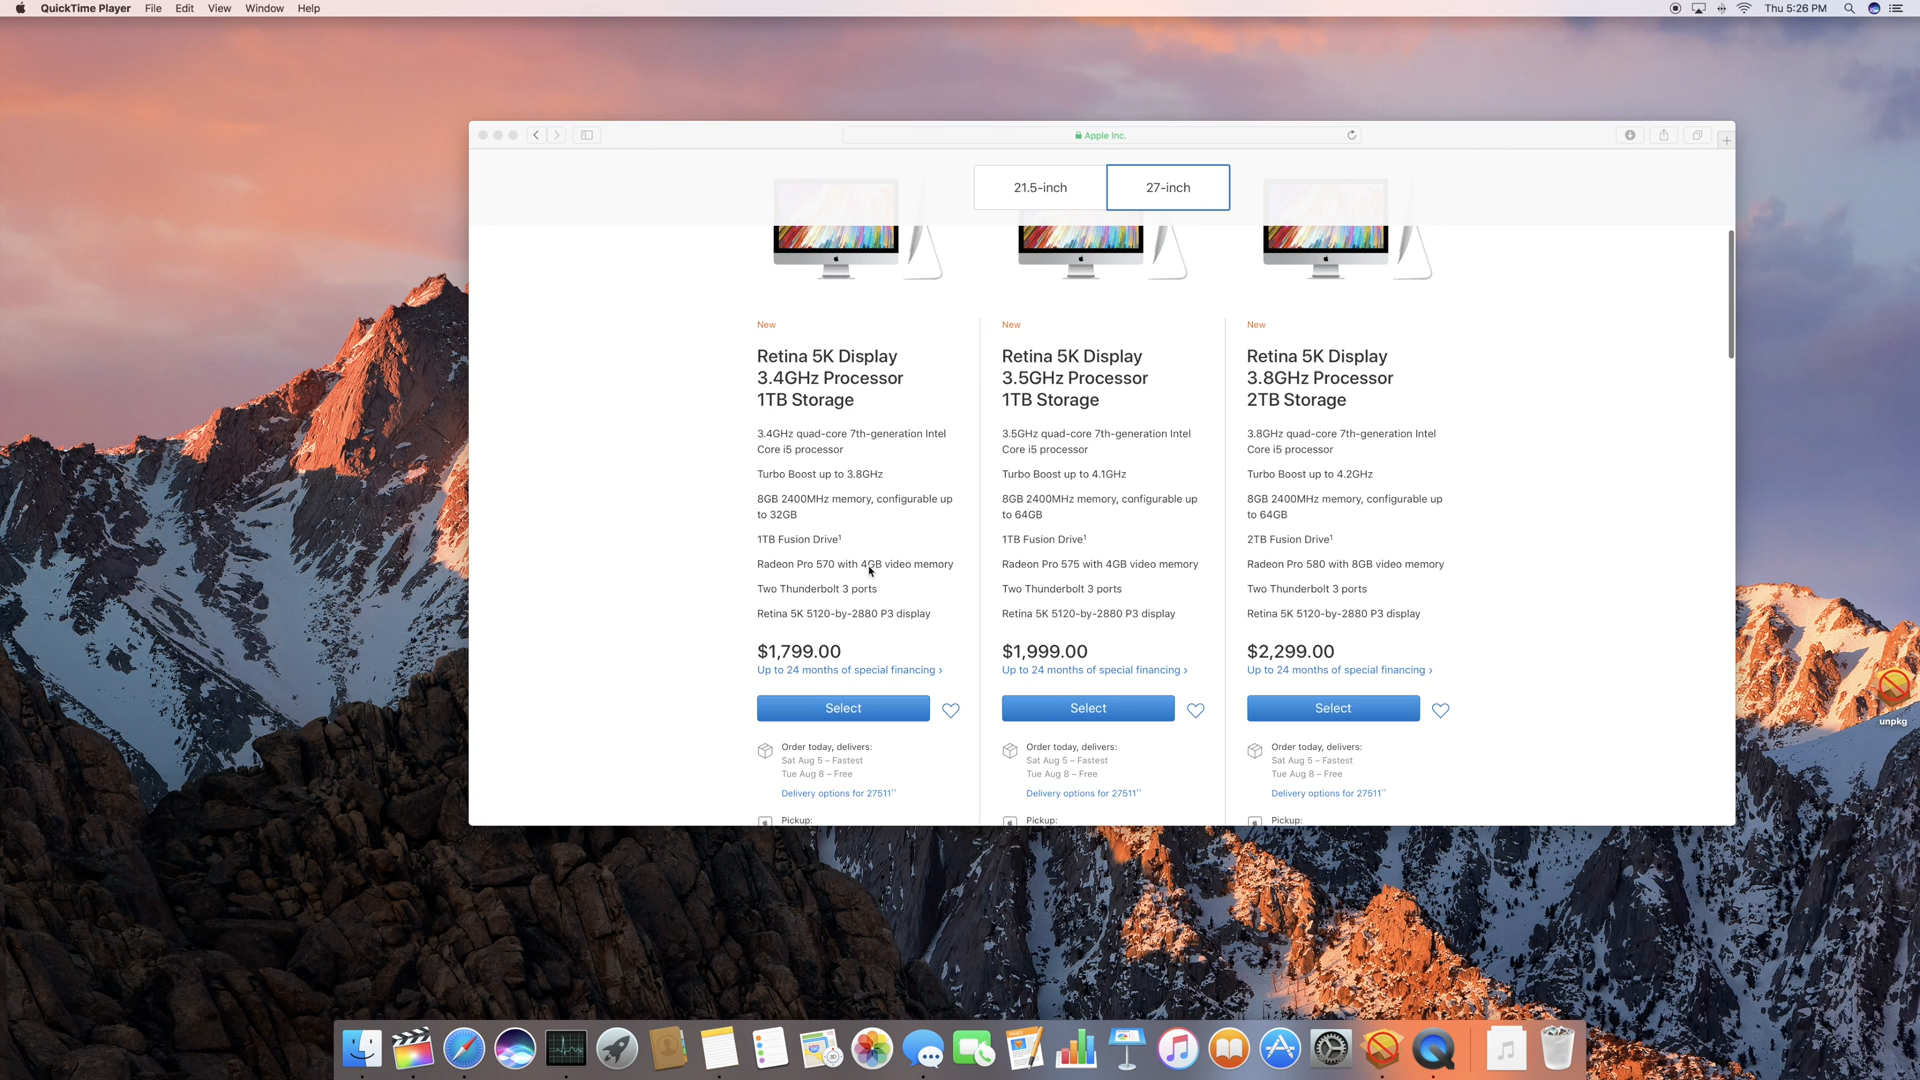 QuickTime Player File Edit View Window Help Thu 5:26 PM
Apple Inc.
21.5-inch 27-inch
New
Retina 5K Display
3.4GHz Processor
1TB Storage
3.4GHz quad-core 7th-generation Intel
Core i5 processor
Turbo Boost up to 3.8GHz
8GB 2400MHz memory, configurable up
to 32GB
1TB Fusion Drive1
Radeon Pro 570 with 4GB video memory
Two Thunderbolt 3 ports
Retina 5K 5120-by-2880 P3 display
$1,799.00
Up to 24 months of special financing ›
Select
Order today, delivers:
Sat Aug 5 – Fastest
Tue Aug 8 – Free
Delivery options for 27511
Pickup:
New
Retina 5K Display
3.5GHz Processor
1TB Storage
3.5GHz quad-core 7th-generation Intel
Core i5 processor
Turbo Boost up to 4.1GHz
8GB 2400MHz memory, configurable up
to 64GB
1TB Fusion Drive1
Radeon Pro 575 with 4GB video memory
Two Thunderbolt 3 ports
Retina 5K 5120-by-2880 P3 display
$1,999.00
Up to 24 months of special financing ›
Select
Order today, delivers:
Sat Aug 5 – Fastest
Tue Aug 8 – Free
Delivery options for 27511
Pickup:
New
Retina 5K Display
3.8GHz Processor
2TB Storage
3.8GHz quad-core 7th-generation Intel
Core i5 processor
Turbo Boost up to 4.2GHz
8GB 2400MHz memory, configurable up
to 64GB
2TB Fusion Drive1
Radeon Pro 580 with 8GB video memory
Two Thunderbolt 3 ports
Retina 5K 5120-by-2880 P3 display
$2,299.00
Up to 24 months of special financing ›
Select
Order today, delivers:
Sat Aug 5 – Fastest
Tue Aug 8 – Free
Delivery options for 27511
Pickup:
unpkg